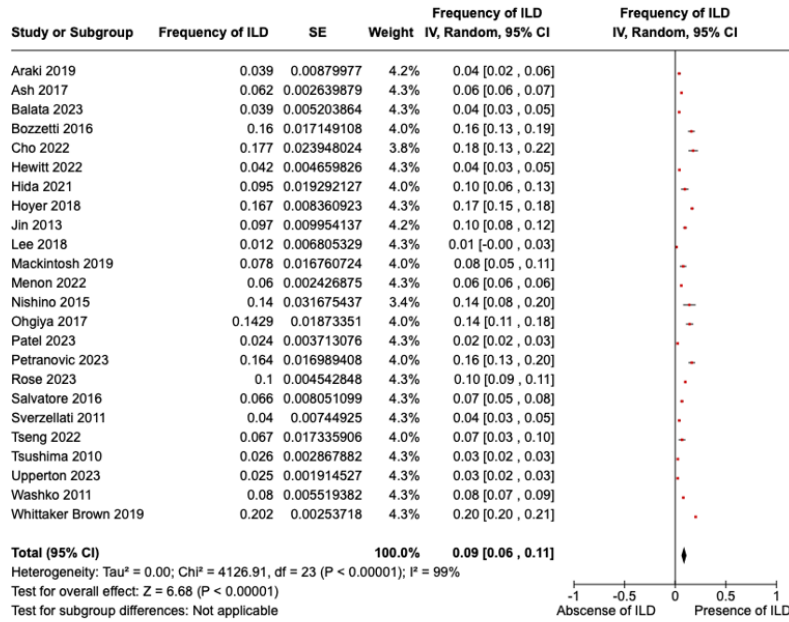 Frequency of ILD Frequency of ILD
Study or Subgroup Frequency of ILD SE Weight IV, Random, 95% CI IV, Random, 95% CI
Araki 2019 0.039 0.00879977 4.2% 0.04 [0.02 , 0.06]
Ash 2017 0.062 0.002639879 4.3% 0.06 [0.06 , 0.07]
Balata 2023 0.039 0.005203864 4.3% 0.04 [0.03 , 0.05]
Bozzetti 2016 0.16 0.017149108 4.0% 0.16 [0.13 , 0.19]
Cho 2022 0.177 0.023948024 3.8% 0.18 [0.13 , 0.22]
Hewitt 2022 0.042 0.004659826 4.3% 0.04 [0.03 , 0.05]
Hida 2021 0.095 0.019292127 4.0% 0.10 [0.06 , 0.13]
Hoyer 2018 0.167 0.008360923 4.3% 0.17 [0.15 , 0.18]
Jin 2013 0.097 0.009954137 4.2% 0.10 [0.08 , 0.12]
Lee 2018 0.012 0.006805329 4.3% 0.01 [-0.00 , 0.03]
Mackintosh 2019 0.078 0.016760724 4.0% 0.08 [0.05 , 0.11]
Menon 2022 0.06 0.002426875 4.3% 0.06 [0.06 , 0.06]
Nishino 2015 0.14 0.031675437 3.4% 0.14 [0.08 , 0.20]
Ohgiya 2017 0.1429 0.01873351 4.0% 0.14 [0.11 , 0.18]
Patel 2023 0.024 0.003713076 4.3% 0.02 [0.02 , 0.03]
Petranovic 2023 0.164 0.016989408 4.0% 0.16 [0.13 , 0.20]
Rose 2023 0.1 0.004542848 4.3% 0.10 [0.09 , 0.11]
Salvatore 2016 0.066 0.008051099 4.3% 0.07 [0.05 , 0.08]
Sverzellati 2011 0.04 0.00744925 4.3% 0.04 [0.03 , 0.05]
Tseng 2022 0.067 0.017335906 4.0% 0.07 [0.03 , 0.10]
Tsushima 2010 0.026 0.002867882 4.3% 0.03 [0.02 , 0.03]
Upperton 2023 0.025 0.001914527 4.3% 0.03 [0.02 , 0.03]
Washko 2011 0.08 0.005519382 4.3% 0.08 [0.07 , 0.09]
Whittaker Brown 2019 0.202 0.00253718 4.3% 0.20 [0.20 , 0.21]
Total (95% CI) 100.0% 0.09 [0.06 , 0.11]
Heterogeneity: Tau² = 0.00; Chi² = 4126.91, df = 23 (P < 0.00001); I² = 99%
Test for overall effect: Z = 6.68 (P < 0.00001)
Test for subgroup differences: Not applicable
-1 -0.5 0 0.5 1
Abscense of ILD Presence of ILD